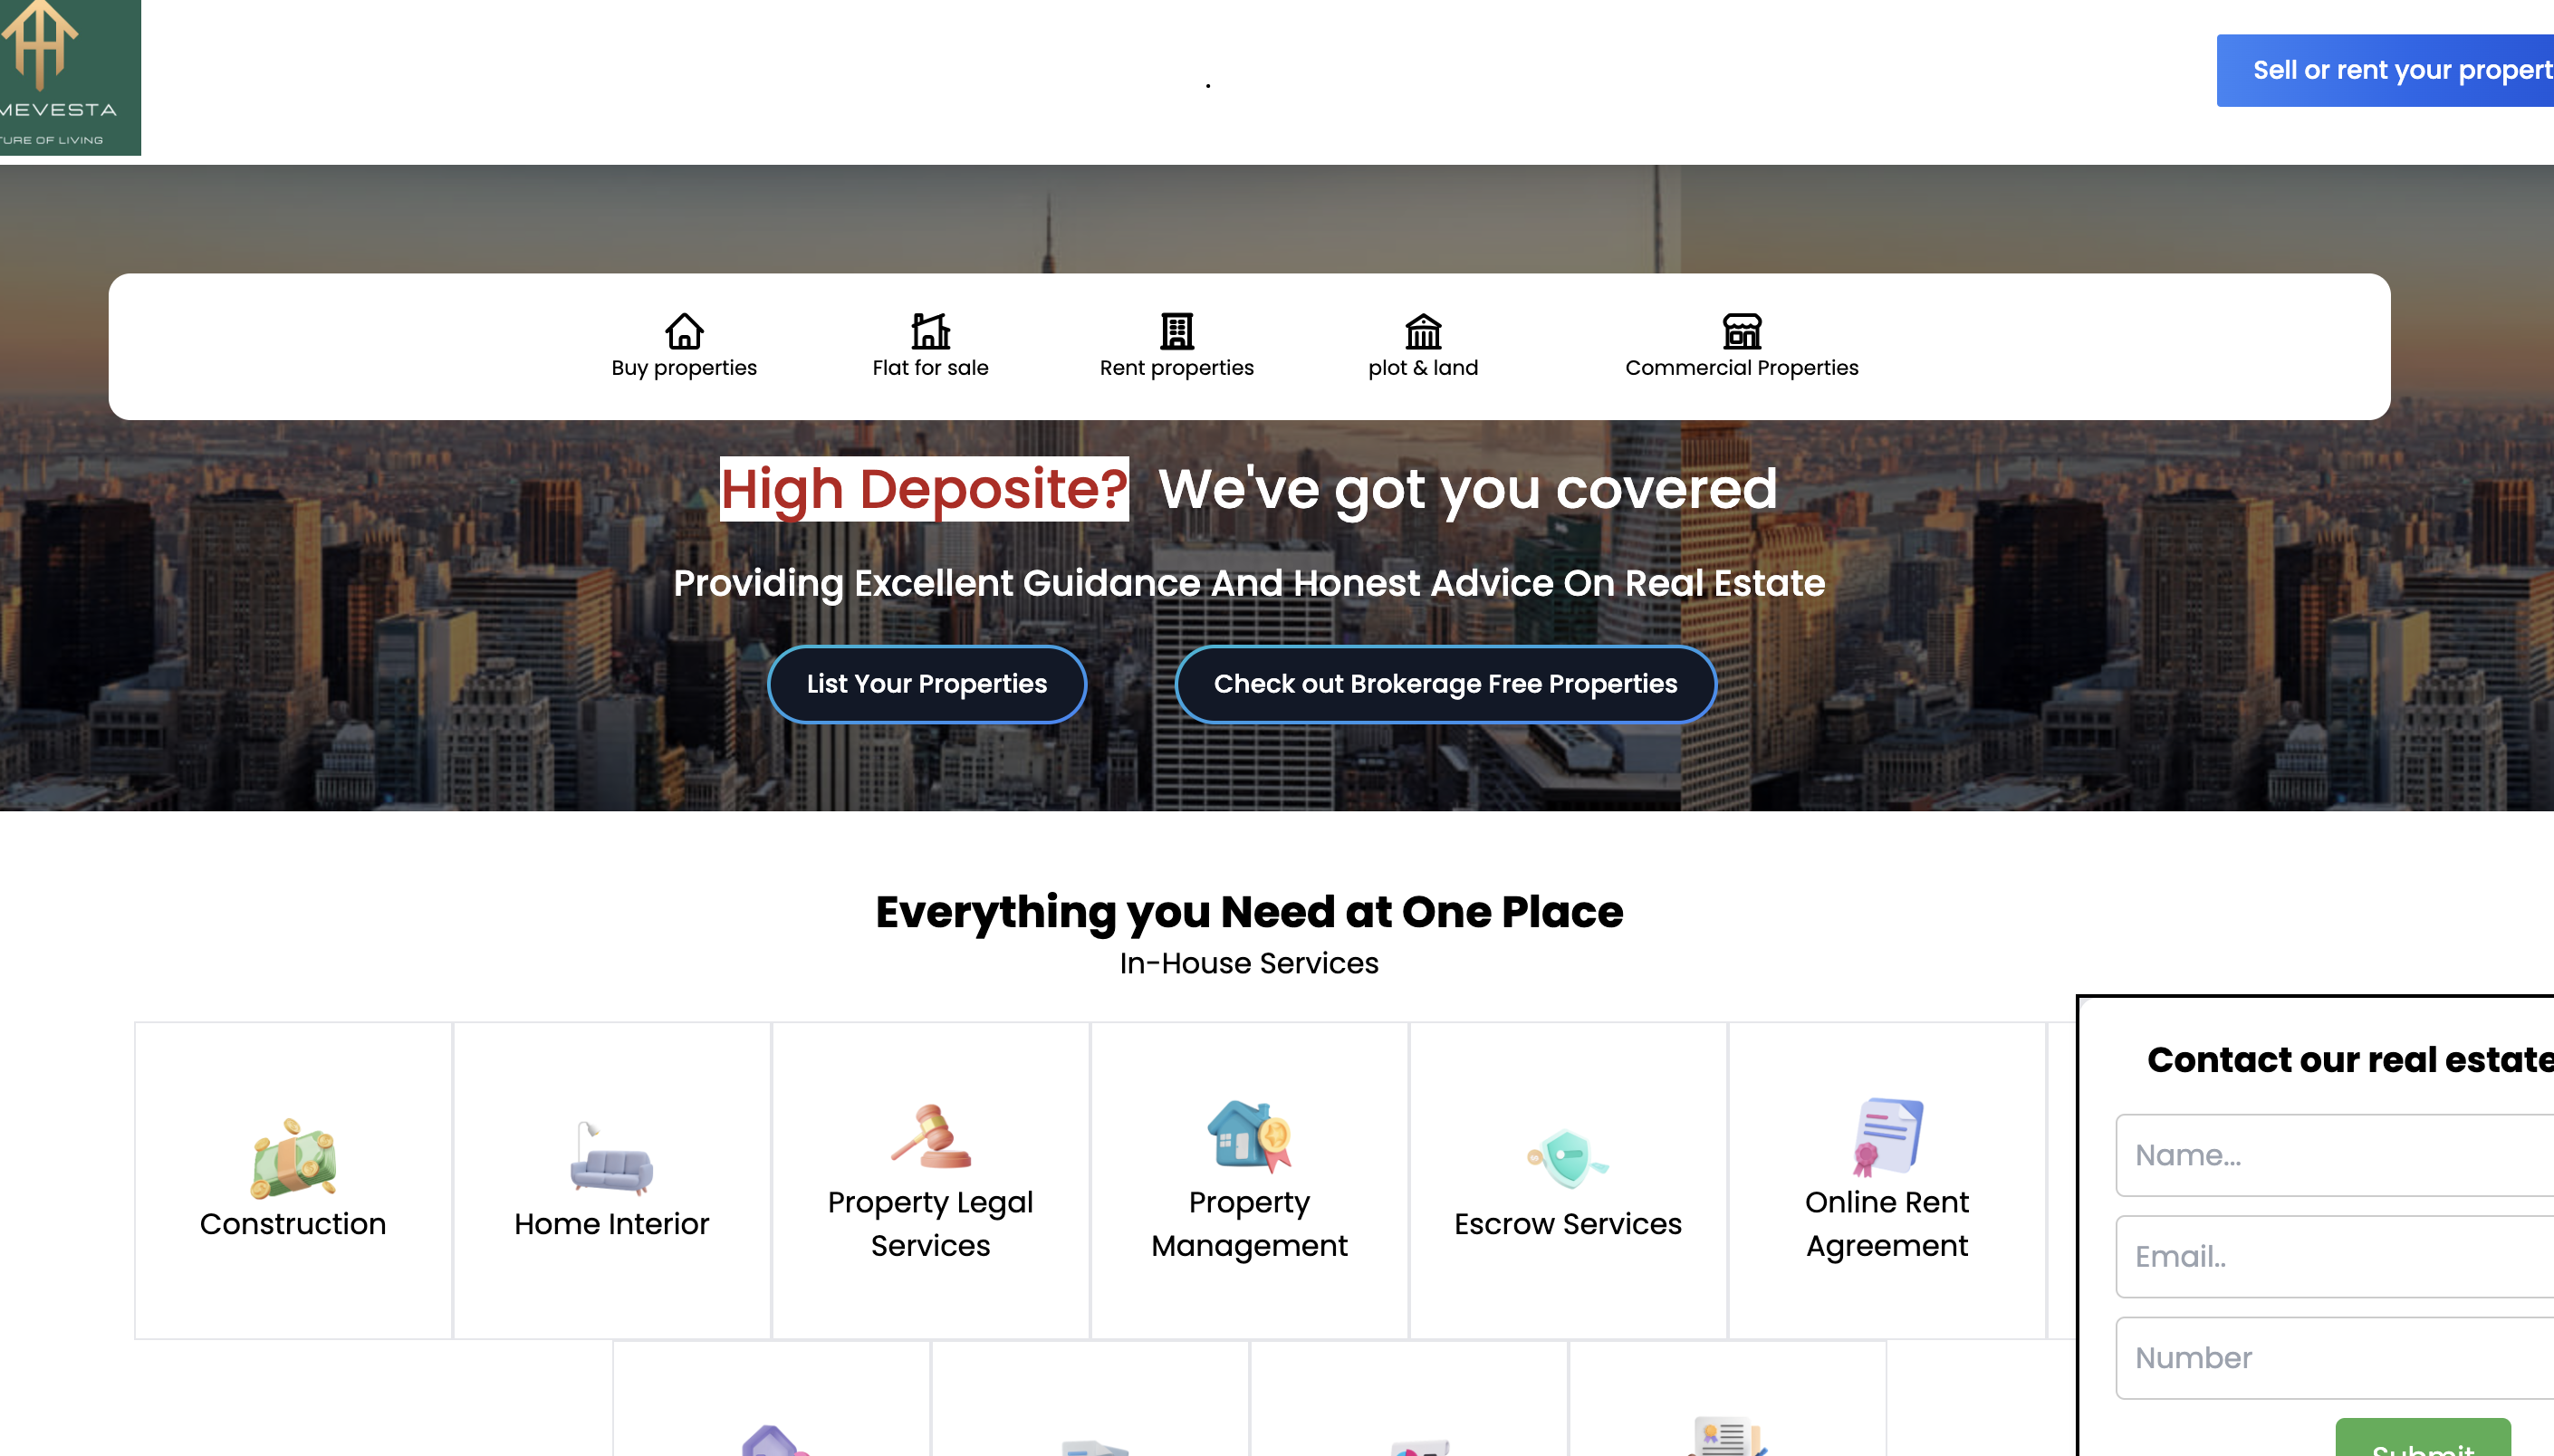 MEVESTA
TURE OF LIVING
.
Sell or rent your propert
Buy properties
Flat for sale
Rent properties
plot & land
Commercial Properties
High Deposite? We've got you covered
Providing Excellent Guidance And Honest Advice On Real Estate
List Your Properties
Check out Brokerage Free Properties
Everything you Need at One Place
In-House Services
Construction
Home Interior
Property Legal
Services
Property
Management
Escrow Services
Online Rent
Agreement
Contact our real estate
Name...
Email..
Number
Submit